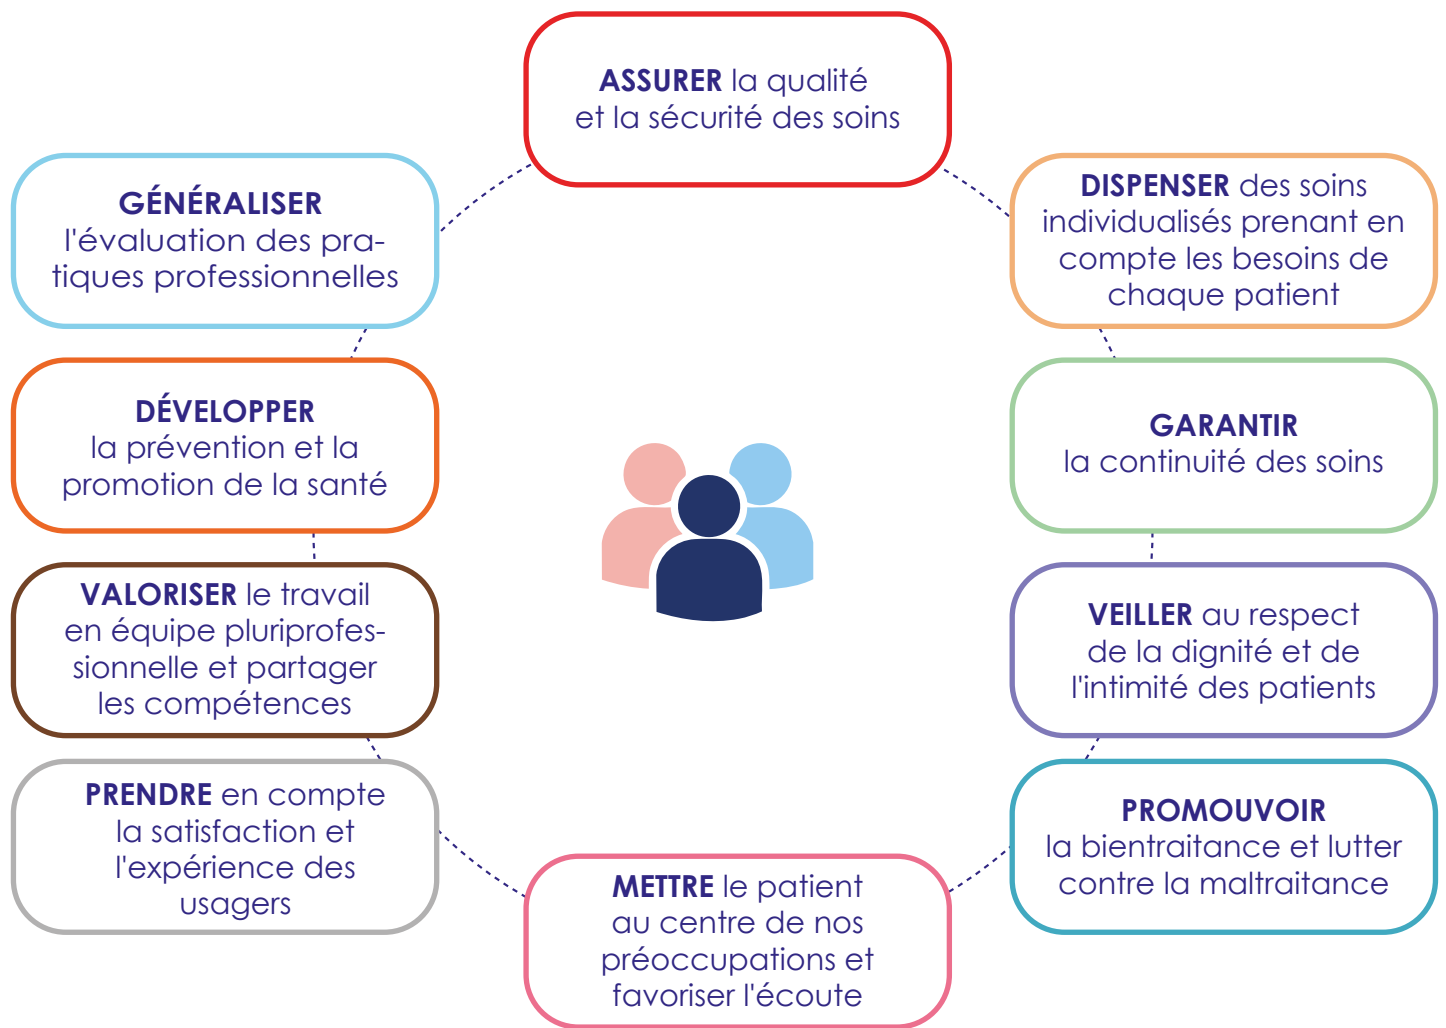 ASSURER la qualité
et la sécurité des soins
DISPENSER des soins
individualisés prenant en
compte les besoins de
chaque patient
GARANTIR
la continuité des soins
VEILLER au respect
de la dignité et de
l'intimité des patients
PROMOUVOIR
la bientraitance et lutter
contre la maltraitance
METTRE le patient
au centre de nos
préoccupations et
favoriser l'écoute
PRENDRE en compte
la satisfaction et
l'expérience des
usagers
VALORISER le travail
en équipe pluriprofes-
sionnelle et partager
les compétences
DÉVELOPPER
la prévention et la
promotion de la santé
GÉNÉRALISER
l'évaluation des pra-
tiques professionnelles